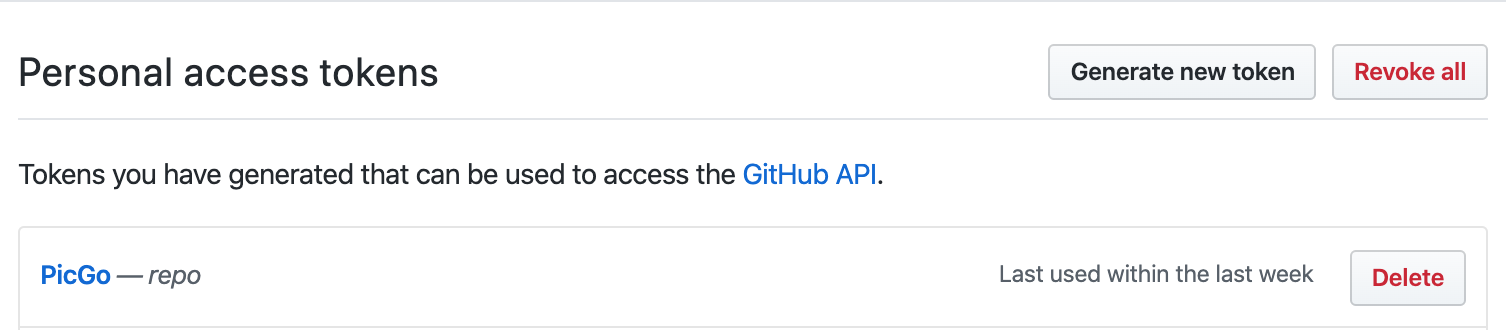 Personal access tokens
Generate new token
Revoke all
Tokens you have generated that can be used to access the GitHub API.
PicGo — repo
Last used within the last week
Delete